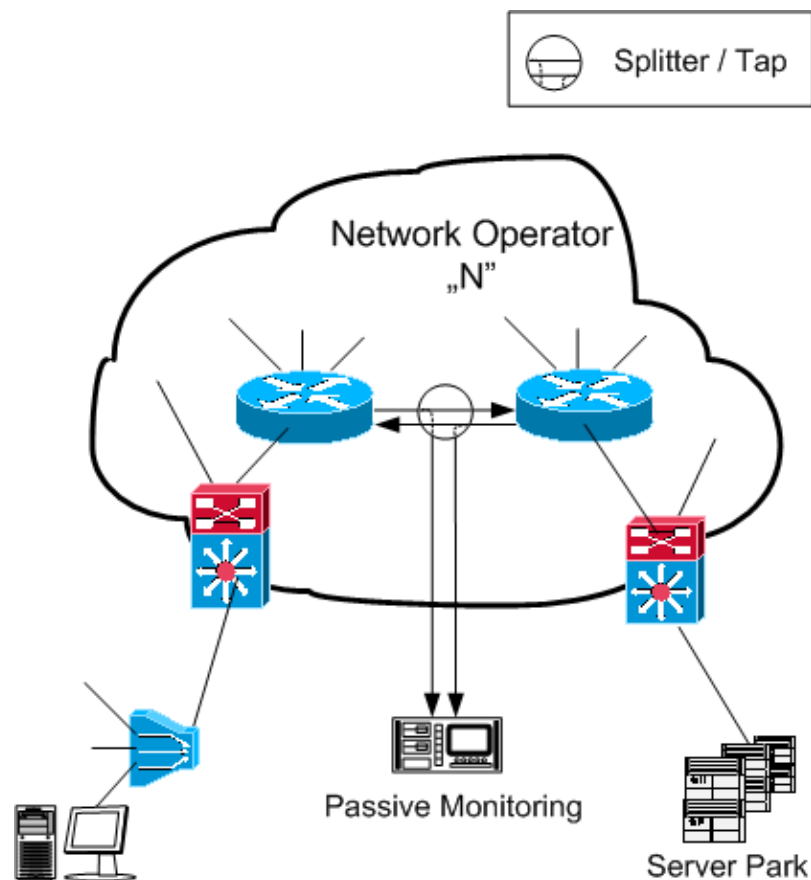 Splitter / Tap
Network Operator
„N”
Passive Monitoring
Server Park